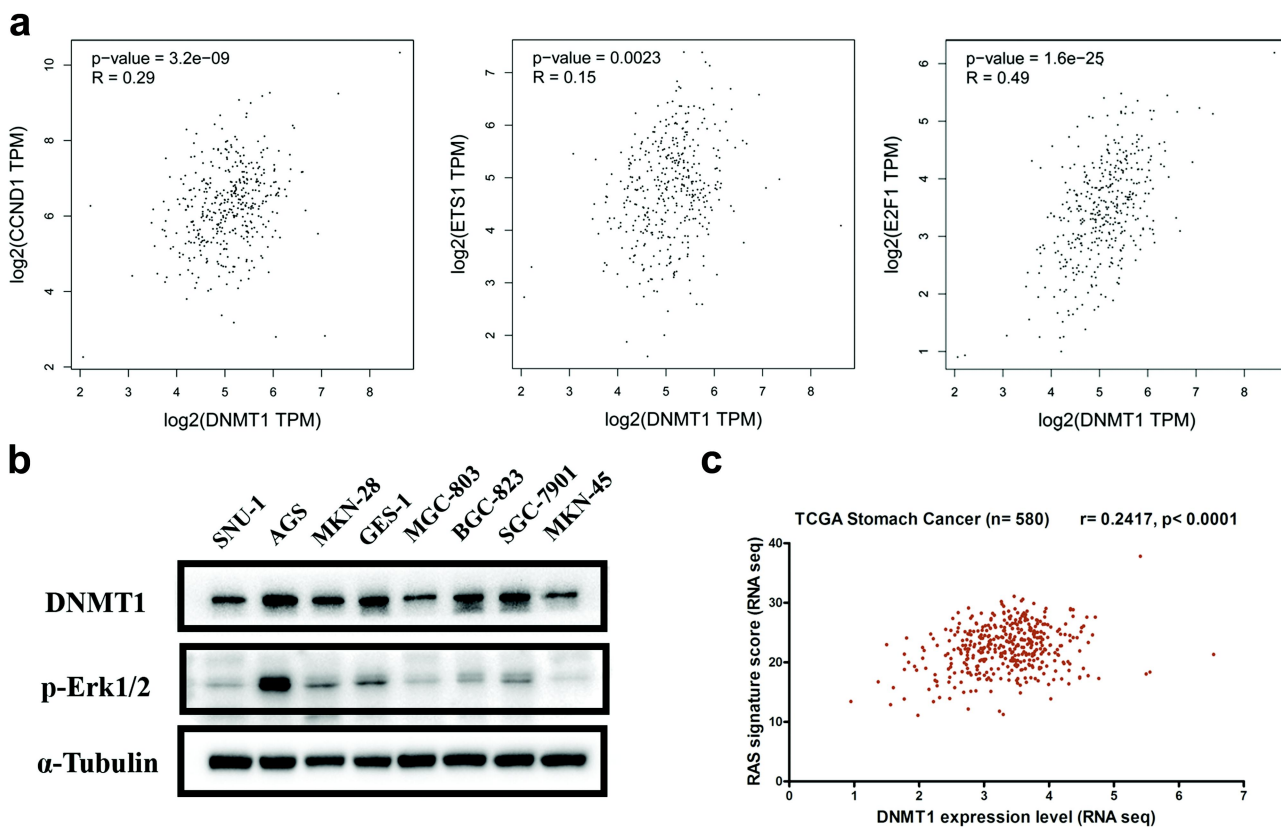 a
p-value = 3.2e-09
R = 0.29
log2(CCND1 TPM)
10
8
6
4
2
2 3 4 5 6 7 8
log2(DNMT1 TPM)
p-value = 0.0023
R = 0.15
log2(ETS1 TPM)
7
6
5
4
3
2
2 3 4 5 6 7 8
log2(DNMT1 TPM)
p-value = 1.6e-25
R = 0.49
log2(E2F1 TPM)
6
5
4
3
2
1
2 3 4 5 6 7 8
log2(DNMT1 TPM)
b
SNU-1 AGS MKN-28 GES-1 MGC-803 BGC-823 SGC-7901 MKN-45
DNMT1
p-Erk1/2
α-Tubulin
c
TCGA Stomach Cancer (n= 580) r= 0.2417, p< 0.0001
RAS signature score (RNA seq)
40
30
20
10
0
0 1 2 3 4 5 6 7
DNMT1 expression level (RNA seq)